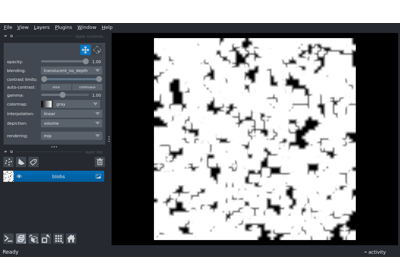 File View Layers Plugins Window Help
opacity: 1.00
blending: translucent_no_depth
contrast limits:
auto-contrast: once continuous
gamma: 1.00
colormap: gray
interpolation: linear
depiction: volume
rendering: mip
blobs
Ready
activity